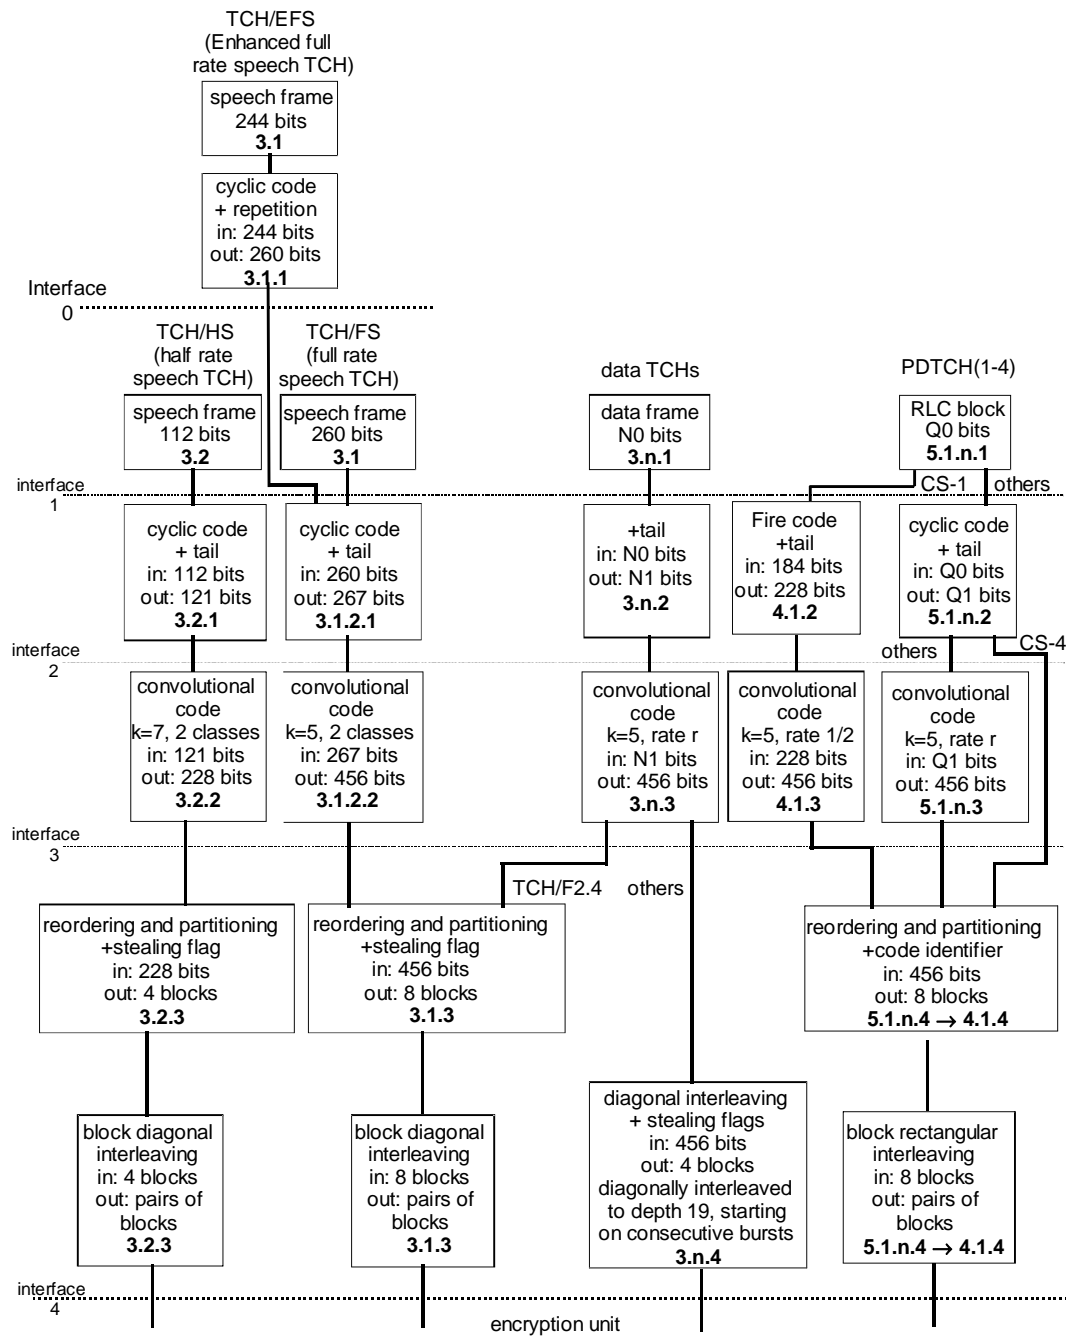 TCH/EFS
(Enhanced full
rate speech TCH)
speech frame
244 bits
3.1
cyclic code
+ repetition
in: 244 bits
out: 260 bits
3.1.1
Interface
0
TCH/HS
(half rate
speech TCH)
TCH/FS
(full rate
speech TCH)
data TCHs
PDTCH(1-4)
speech frame
112 bits
3.2
speech frame
260 bits
3.1
data frame
N0 bits
3.n.1
RLC block
Q0 bits
5.1.n.1
interface
1
CS-1
others
cyclic code
+ tail
in: 112 bits
out: 121 bits
3.2.1
cyclic code
+ tail
in: 260 bits
out: 267 bits
3.1.2.1
+tail
in: N0 bits
out: N1 bits
3.n.2
Fire code
+tail
in: 184 bits
out: 228 bits
4.1.2
cyclic code
+ tail
in: Q0 bits
out: Q1 bits
5.1.n.2
interface
2
others
CS-4
convolutional
code
k=7, 2 classes
in: 121 bits
out: 228 bits
3.2.2
convolutional
code
k=5, 2 classes
in: 267 bits
out: 456 bits
3.1.2.2
convolutional
code
k=5, rate r
in: N1 bits
out: 456 bits
3.n.3
convolutional
code
k=5, rate 1/2
in: 228 bits
out: 456 bits
4.1.3
convolutional
code
k=5, rate r
in: Q1 bits
out: 456 bits
5.1.n.3
interface
3
TCH/F2.4
others
reordering and partitioning
+stealing flag
in: 228 bits
out: 4 blocks
3.2.3
reordering and partitioning
+stealing flag
in: 456 bits
out: 8 blocks
3.1.3
reordering and partitioning
+code identifier
in: 456 bits
out: 8 blocks
5.1.n.4 → 4.1.4
block diagonal
interleaving
in: 4 blocks
out: pairs of
blocks
3.2.3
block diagonal
interleaving
in: 8 blocks
out: pairs of
blocks
3.1.3
diagonal interleaving
+ stealing flags
in: 456 bits
out: 4 blocks
diagonally interleaved
to depth 19, starting
on consecutive bursts
3.n.4
block rectangular
interleaving
in: 8 blocks
out: pairs of
blocks
5.1.n.4 → 4.1.4
interface
4
encryption unit